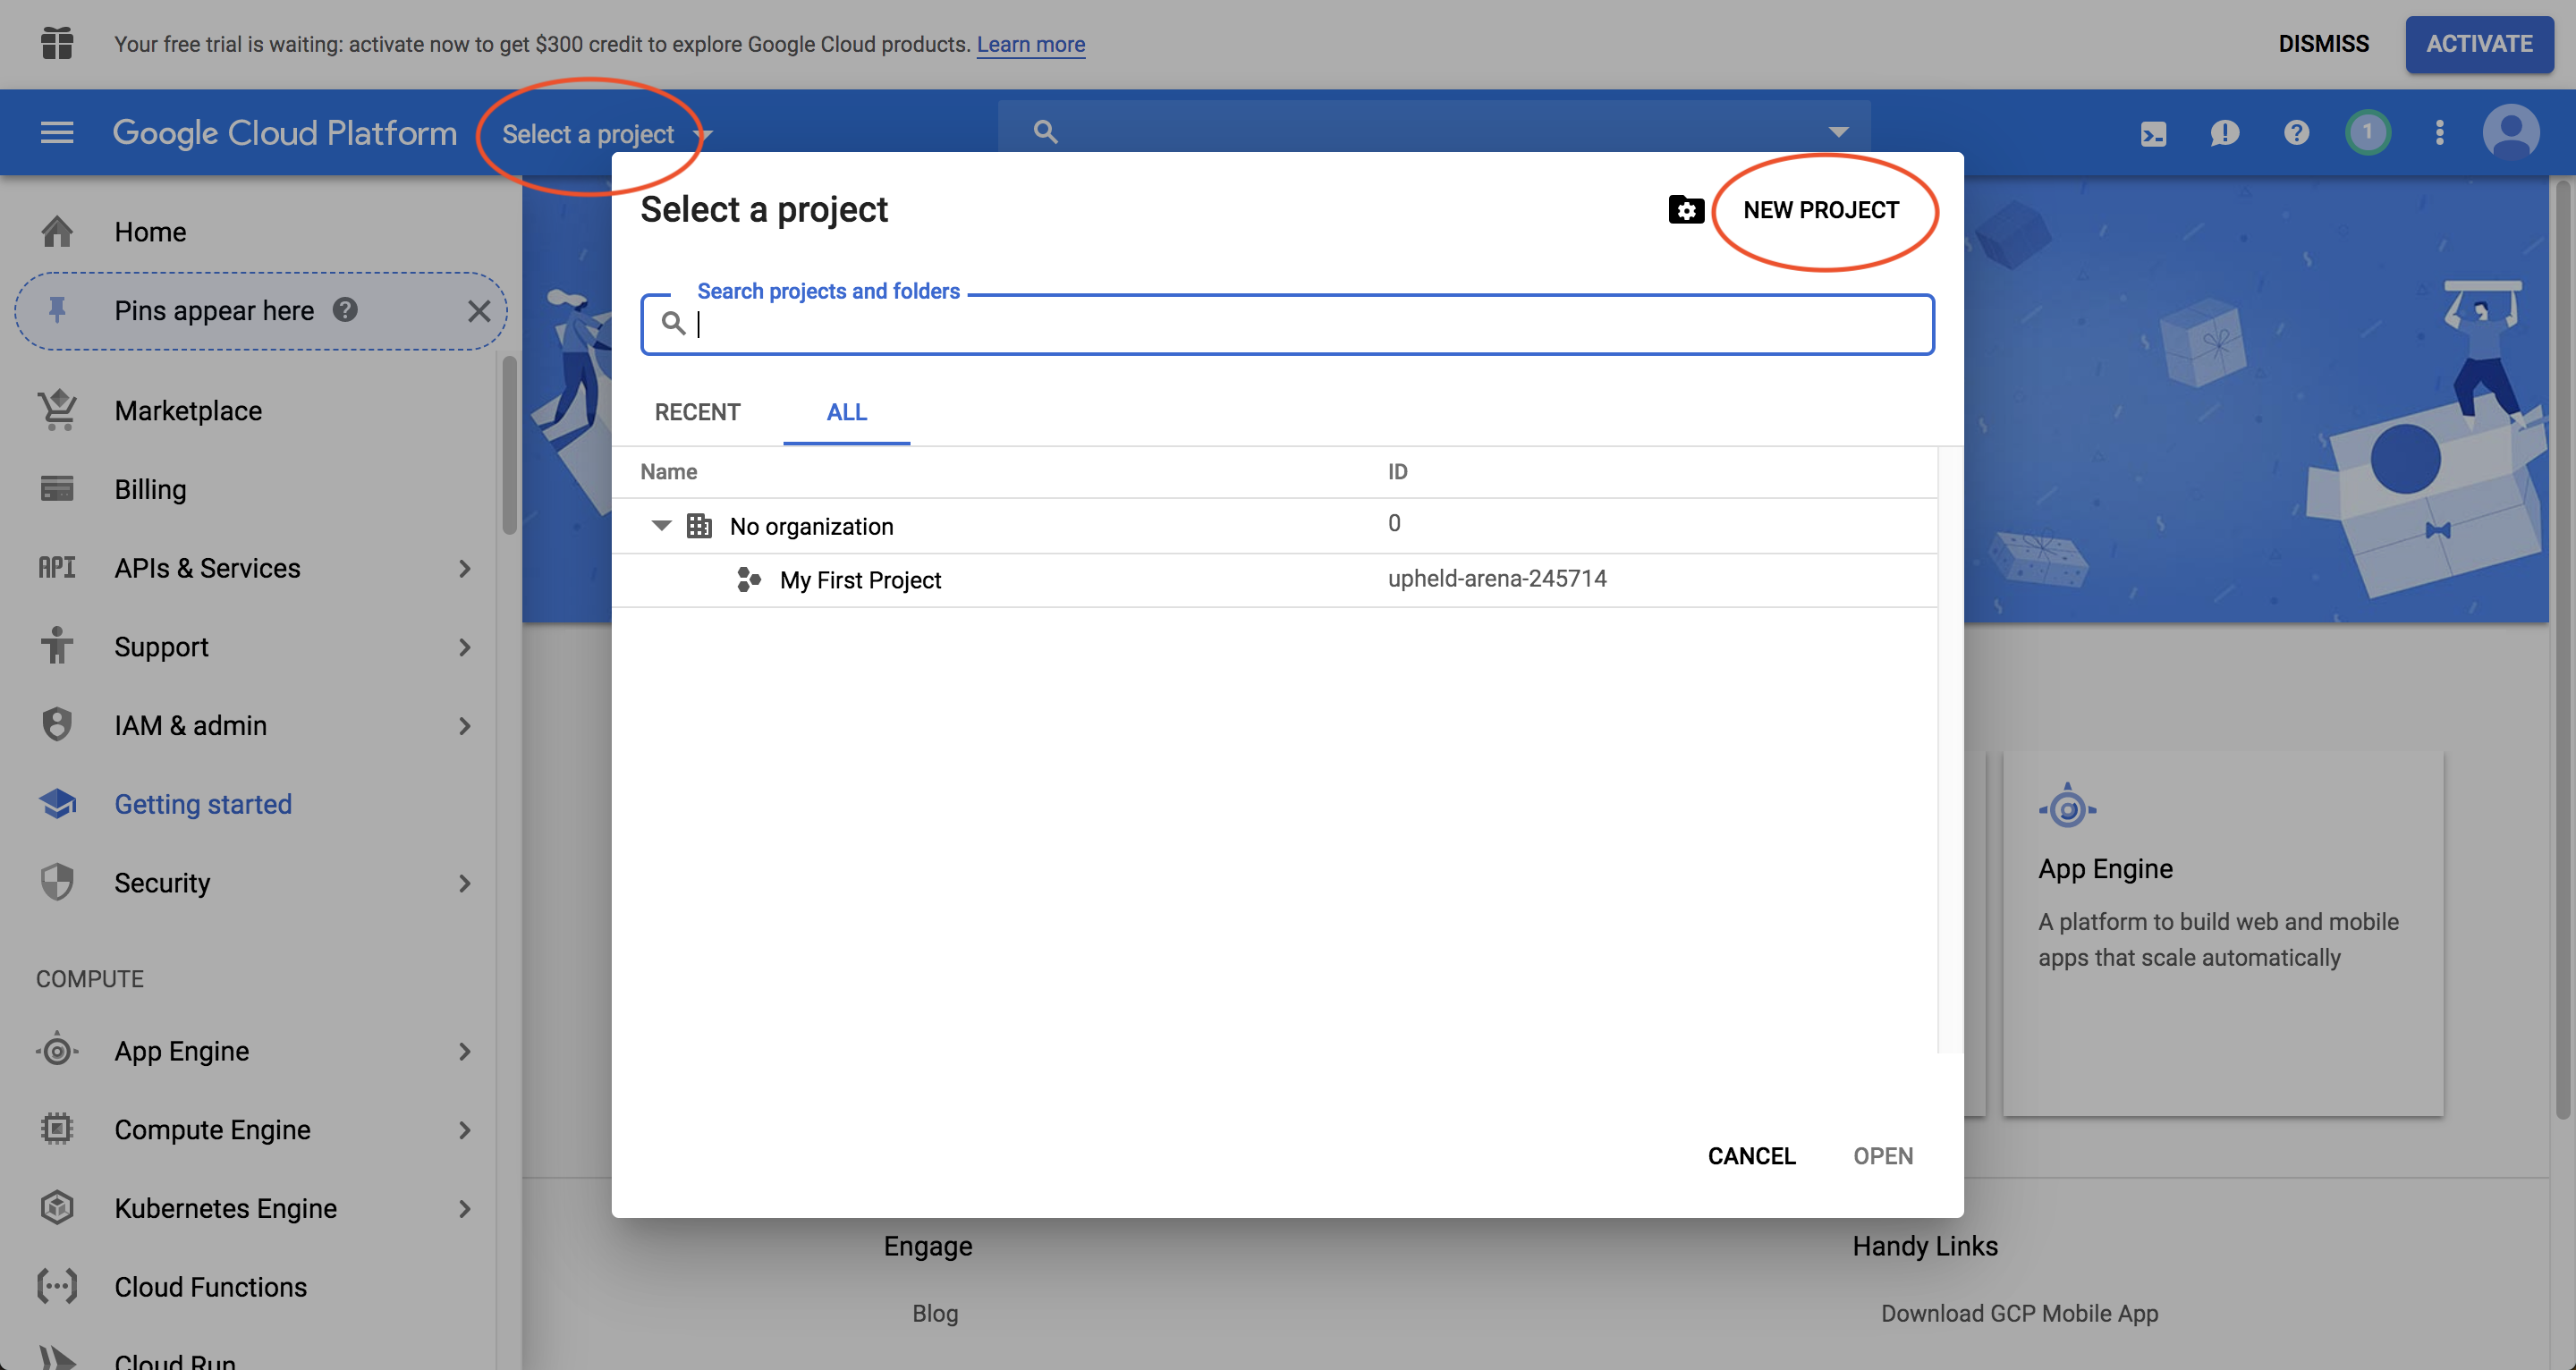 Your free trial is waiting: activate now to get $300 credit to explore Google Cloud products. Learn more
DISMISS
ACTIVATE
Google Cloud Platform
Select a project
1
Home
Pins appear here
Marketplace
Billing
API
APIs & Services
Support
IAM & admin
Getting started
Security
COMPUTE
App Engine
Compute Engine
Kubernetes Engine
Cloud Functions
Cloud Run
Select a project
NEW PROJECT
Search projects and folders
RECENT
ALL
Name
ID
No organization
0
My First Project
upheld-arena-245714
CANCEL
OPEN
App Engine
A platform to build web and mobile
apps that scale automatically
Engage
Blog
Handy Links
Download GCP Mobile App